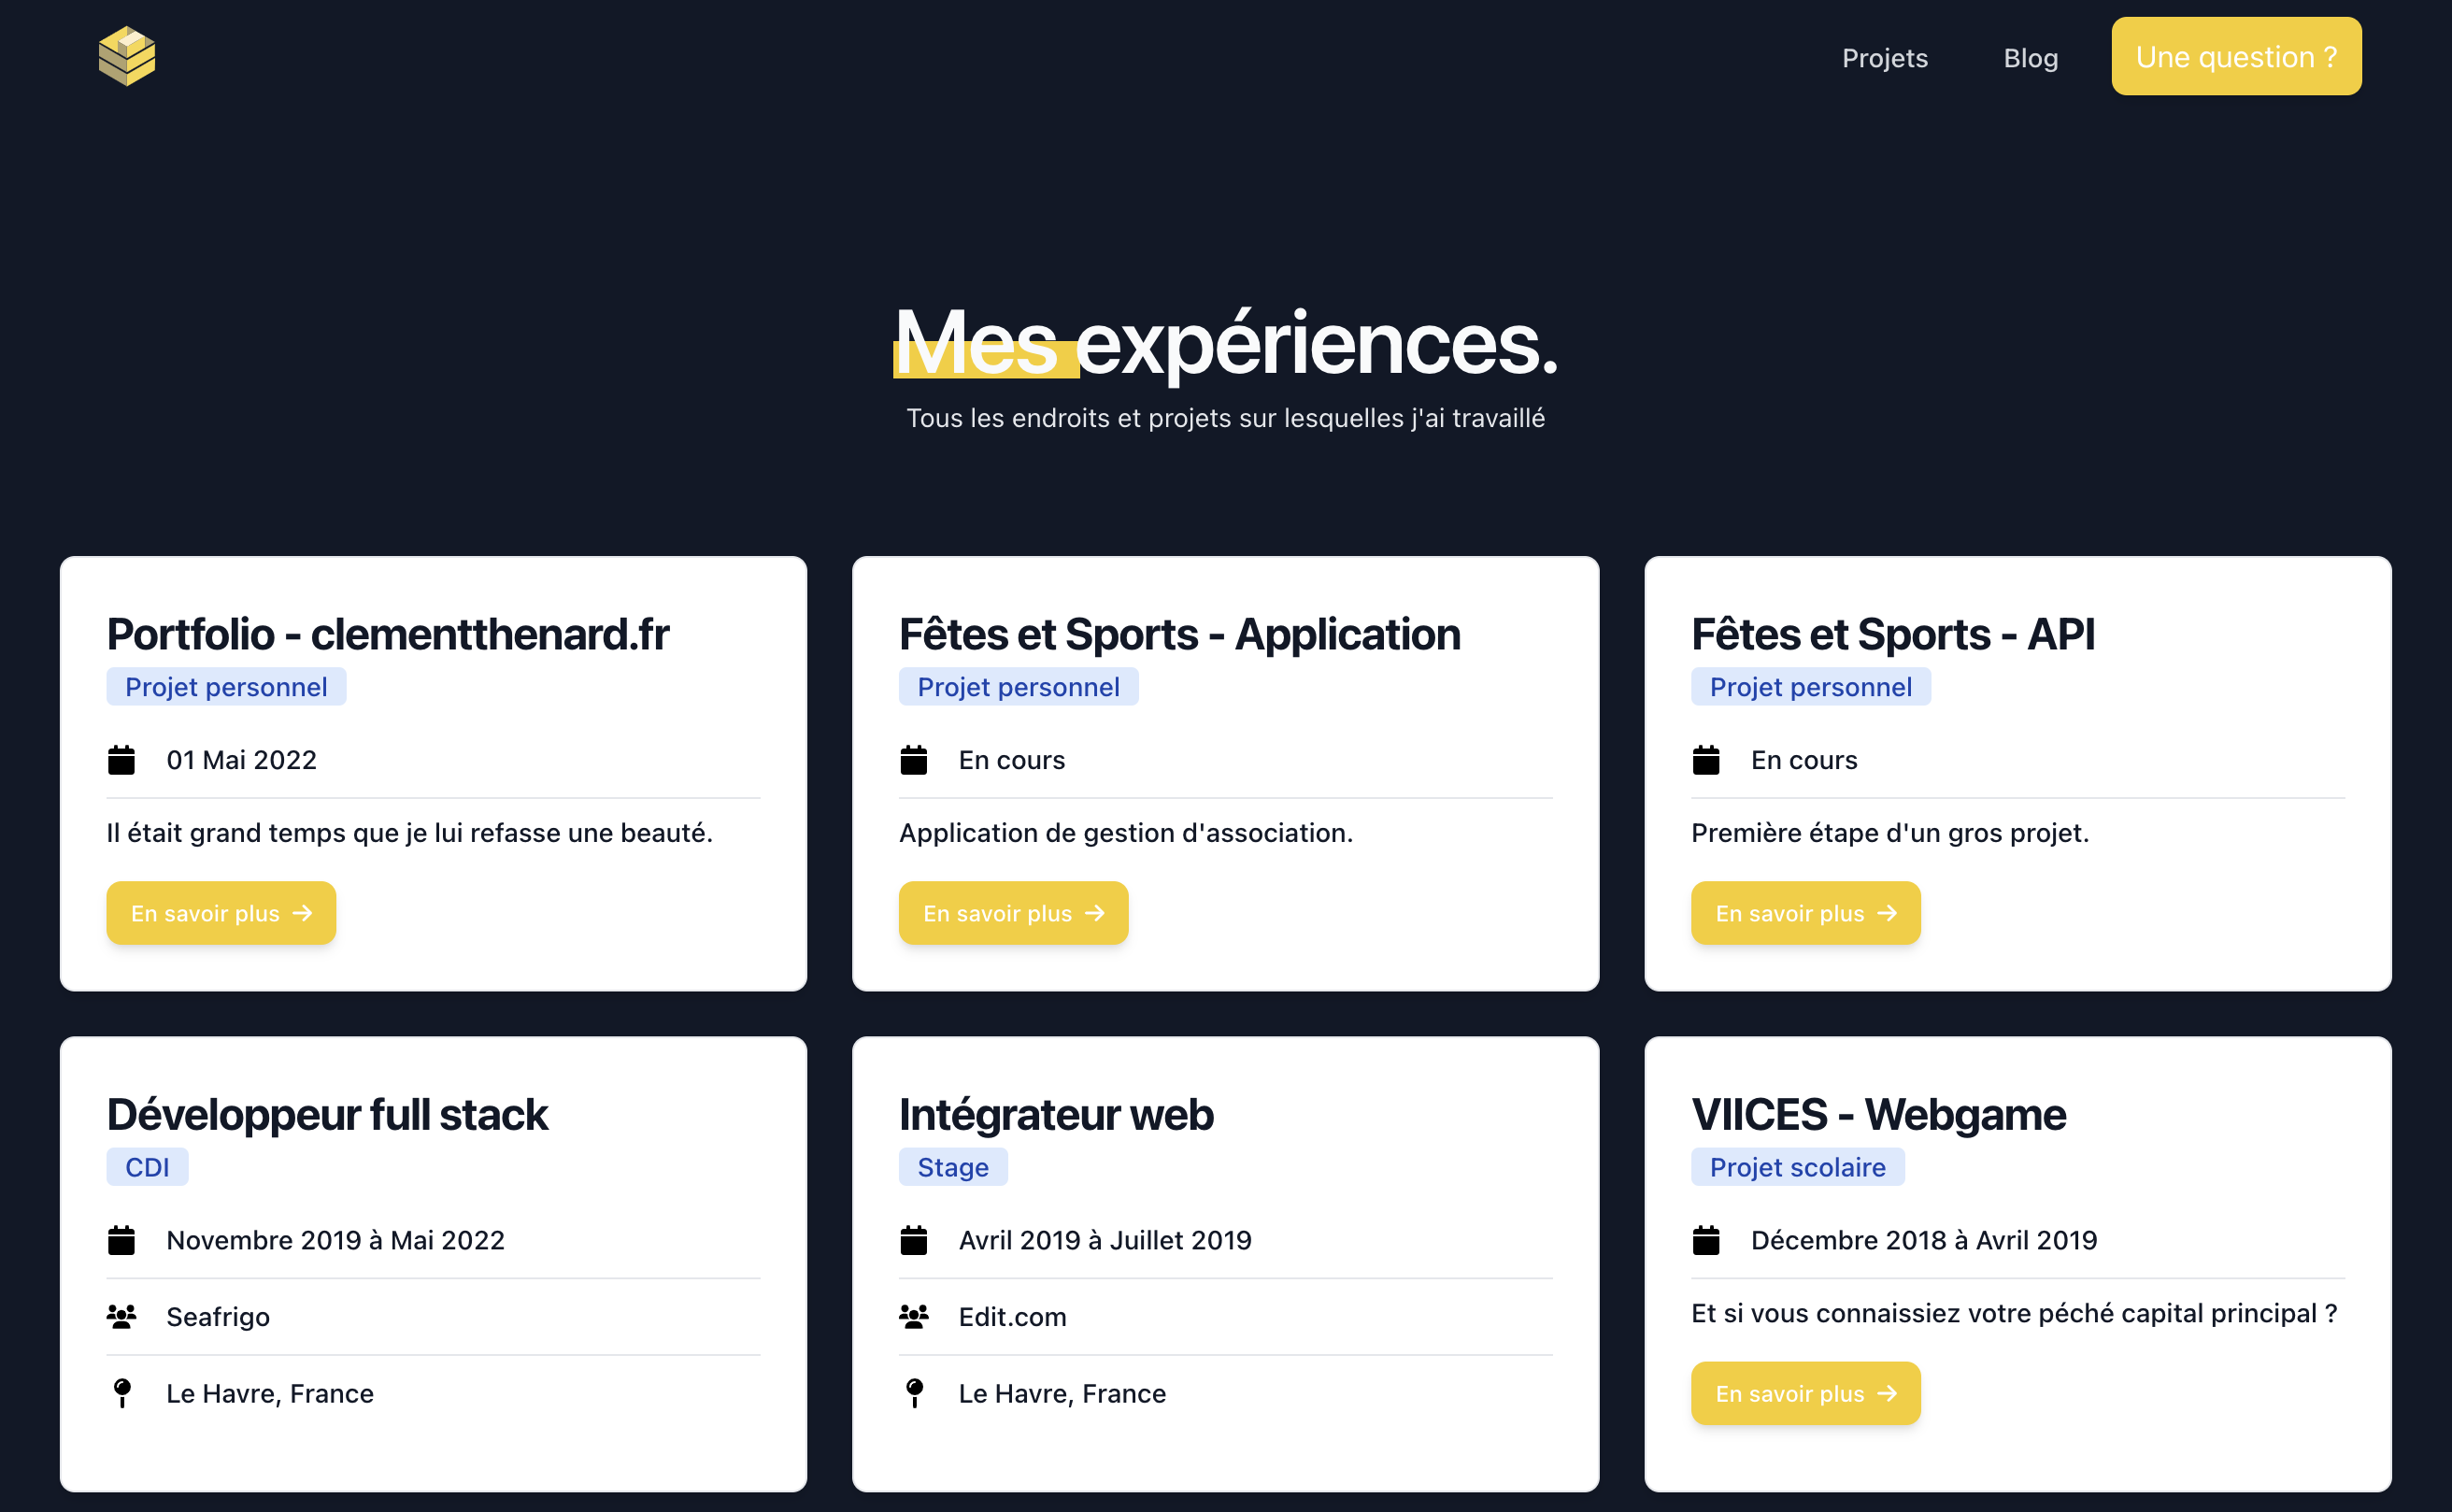 Projets
Blog
Une question ?
Mes expériences.
Tous les endroits et projets sur lesquelles j'ai travaillé
Portfolio - clementthenard.fr
Projet personnel
01 Mai 2022
Il était grand temps que je lui refasse une beauté.
En savoir plus →
Fêtes et Sports - Application
Projet personnel
En cours
Application de gestion d'association.
En savoir plus →
Fêtes et Sports - API
Projet personnel
En cours
Première étape d'un gros projet.
En savoir plus →
Développeur full stack
CDI
Novembre 2019 à Mai 2022
Seafrigo
Le Havre, France
Intégrateur web
Stage
Avril 2019 à Juillet 2019
Edit.com
Le Havre, France
VIICES - Webgame
Projet scolaire
Décembre 2018 à Avril 2019
Et si vous connaissiez votre péché capital principal ?
En savoir plus →